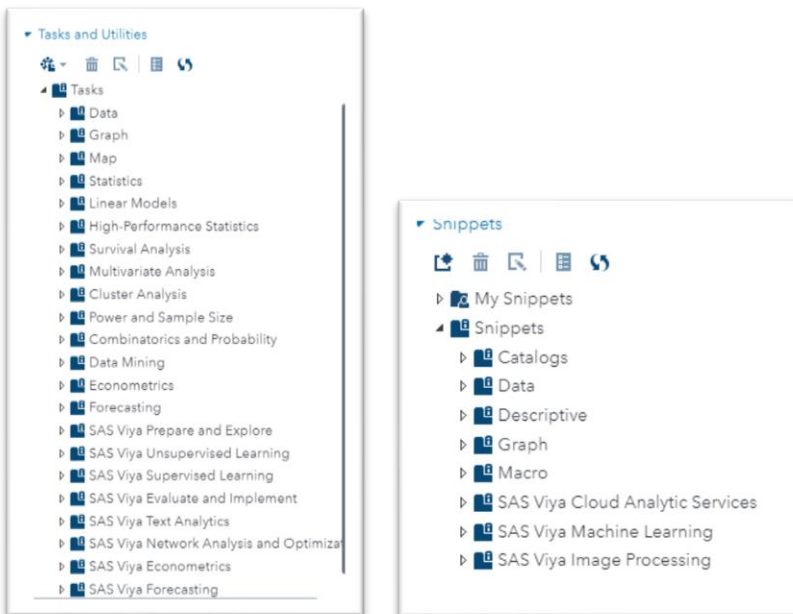 Tasks and Utilities
Tasks
Data
Graph
Map
Statistics
Linear Models
High-Performance Statistics
Survival Analysis
Multivariate Analysis
Cluster Analysis
Power and Sample Size
Combinatorics and Probability
Data Mining
Econometrics
Forecasting
SAS Viya Prepare and Explore
SAS Viya Unsupervised Learning
SAS Viya Supervised Learning
SAS Viya Evaluate and Implement
SAS Viya Text Analytics
SAS Viya Network Analysis and Optimizat
SAS Viya Econometrics
SAS Viya Forecasting
Snippets
My Snippets
Snippets
Catalogs
Data
Descriptive
Graph
Macro
SAS Viya Cloud Analytic Services
SAS Viya Machine Learning
SAS Viya Image Processing